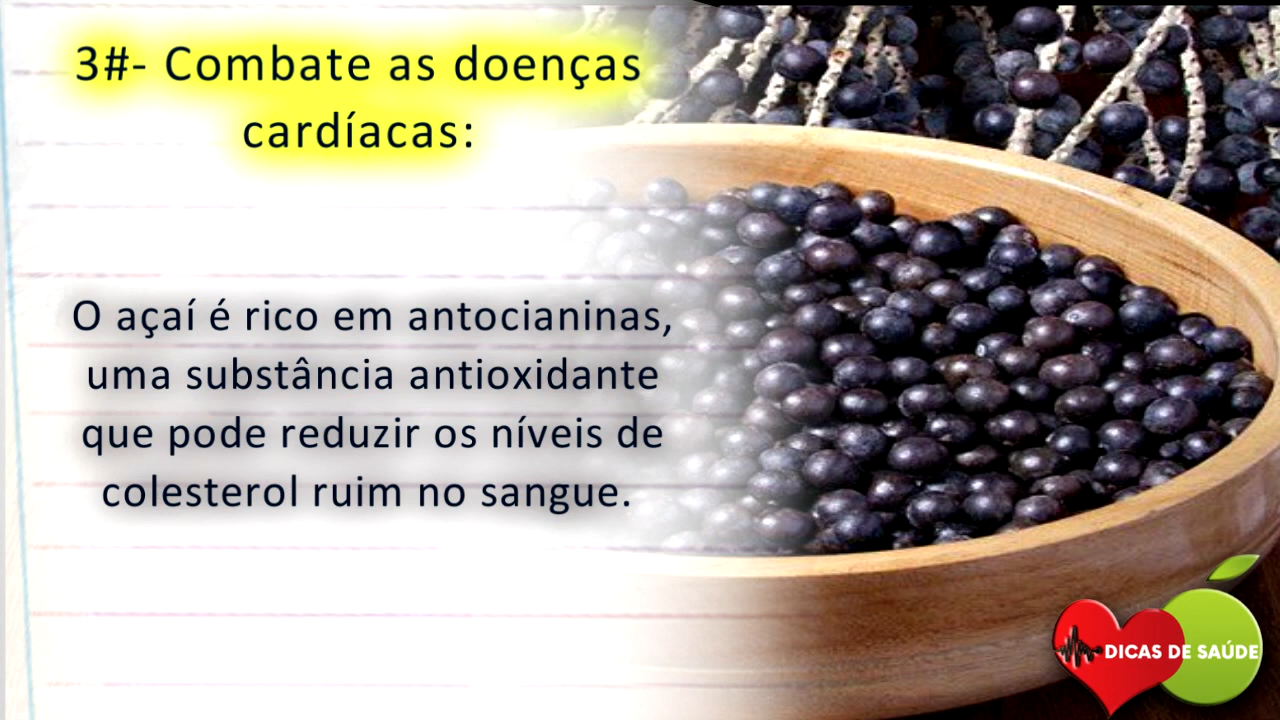 3#- Combate as doenças
cardíacas:
O açaí é rico em antocianinas,
uma substância antioxidante
que pode reduzir os níveis de
colesterol ruim no sangue.
DICAS DE SAÚDE